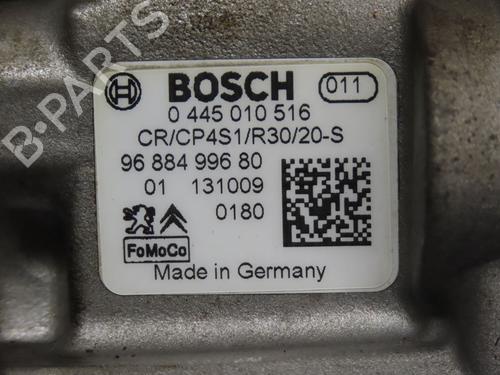 B-PARTS
BOSCH 011
0 445 010 516
CR/CP4S1/R30/20-S
96 884 996 80
01 131009
0180
FoMoCo
Made in Germany